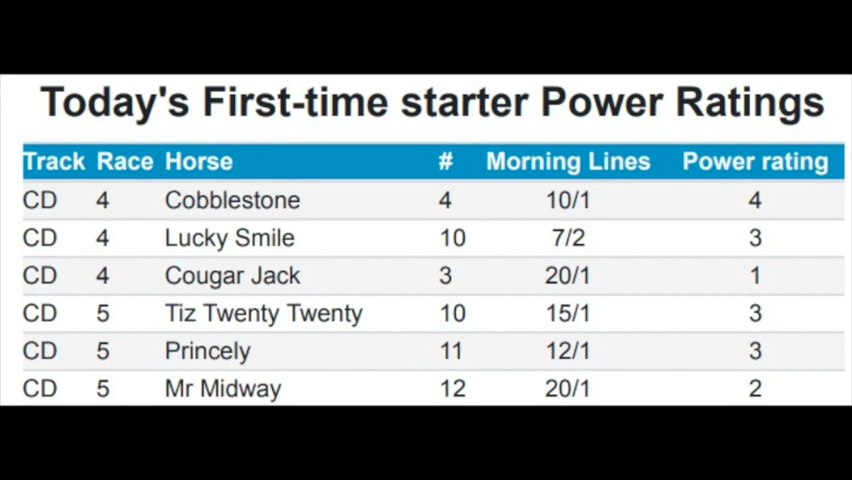 Today's First-time starter Power Ratings
Track Race Horse # Morning Lines Power rating
CD 4 Cobblestone 4 10/1 4
CD 4 Lucky Smile 10 7/2 3
CD 4 Cougar Jack 3 20/1 1
CD 5 Tiz Twenty Twenty 10 15/1 3
CD 5 Princely 11 12/1 3
CD 5 Mr Midway 12 20/1 2